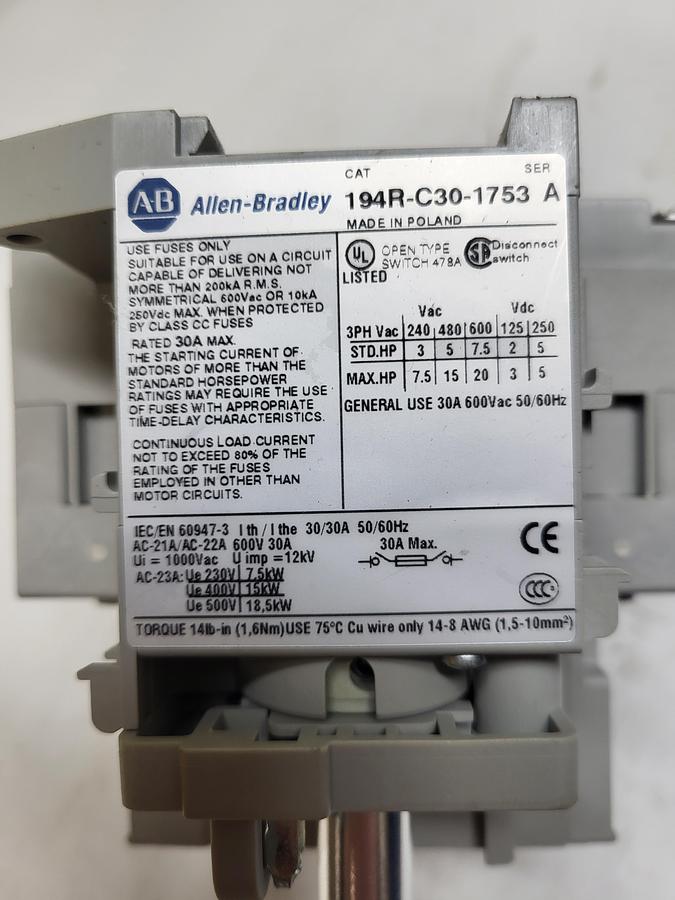 CAT SER
AB Allen-Bradley 194R-C30-1753 A
MADE IN POLAND
USE FUSES ONLY
SUITABLE FOR USE ON A CIRCUIT
CAPABLE OF DELIVERING NOT
MORE THAN 200kA R.M.S.
SYMMETRICAL 600Vac OR 10kA
250Vdc MAX. WHEN PROTECTED
BY CLASS CC FUSES
RATED 30A MAX.
THE STARTING CURRENT OF
MOTORS OF MORE THAN THE
STANDARD HORSEPOWER
RATINGS MAY REQUIRE THE USE
OF FUSES WITH APPROPRIATE
TIME-DELAY CHARACTERISTICS.
CONTINUOUS LOAD CURRENT
NOT TO EXCEED 80% OF THE
RATING OF THE FUSES
EMPLOYED IN OTHER THAN
MOTOR CIRCUITS.
UL OPEN TYPE SA Disconnect
SWITCH 478A switch
LISTED
Vac Vdc
3PH Vac 240 480 600 125 250
STD.HP 3 5 7.5 2 5
MAX.HP 7.5 15 20 3 5
GENERAL USE 30A 600Vac 50/60Hz
IEC/EN 60947-3 I th / I the 30/30A 50/60Hz
AC-21A/AC-22A 600V 30A 30A Max.
Ui = 1000Vac U imp =12kV
AC-23A: Ue 230V 7.5kW
Ue 400V 15kW
Ue 500V 18,5kW
CE
CCC
TORQUE 14lb-in (1,6Nm)USE 75°C Cu wire only 14-8 AWG (1,5-10mm²)